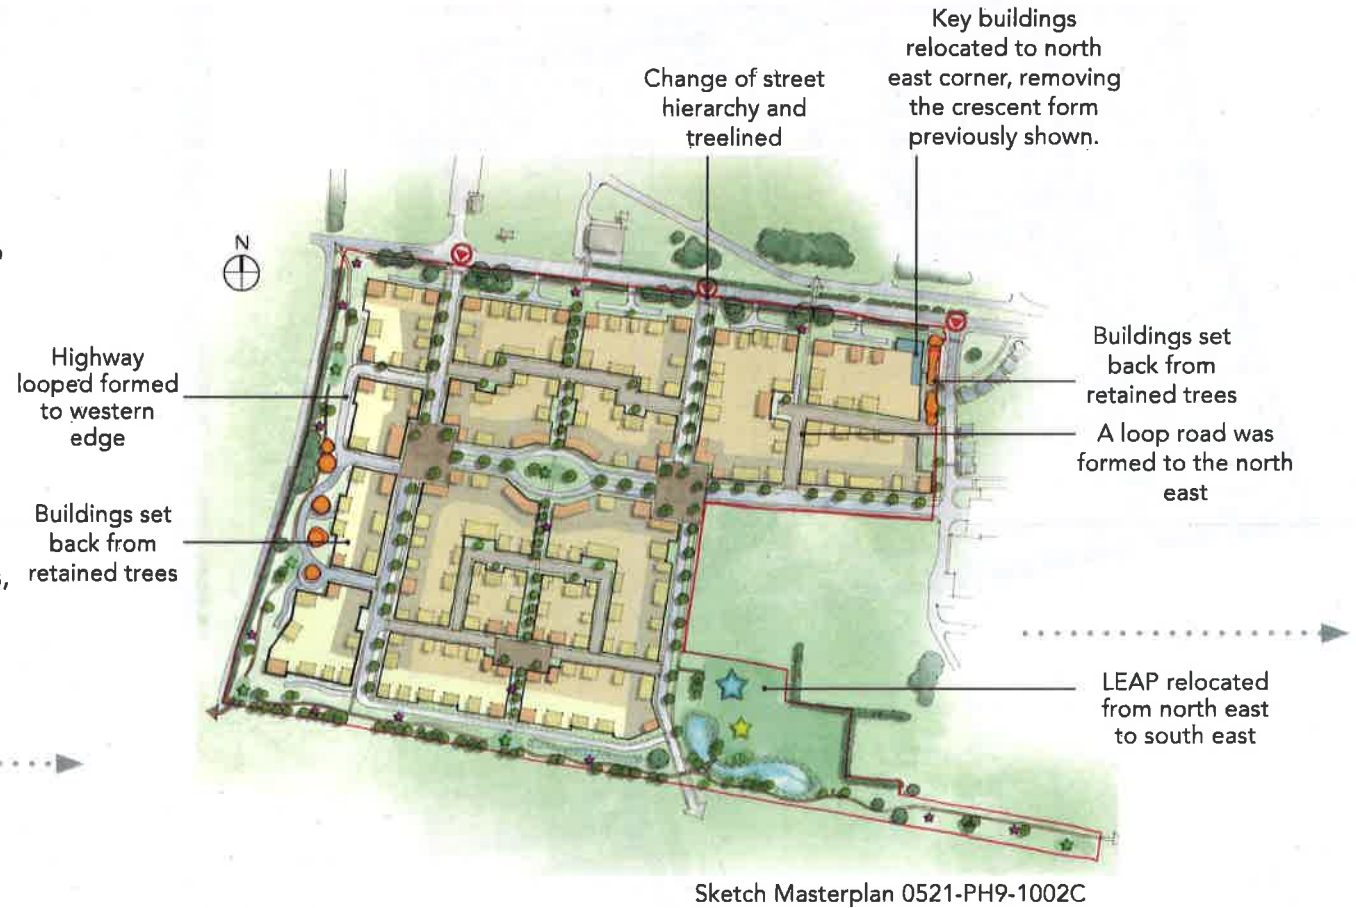 Key buildings
relocated to north
east corner, removing
the crescent form
previously shown.
Change of street
hierarchy and
treelined
N
Highway
looped formed
to western
edge
Buildings set
back from
retained trees
Buildings set
back from
retained trees
A loop road was
formed to the north
east
LEAP relocated
from north east
to south east
Sketch Masterplan 0521-PH9-1002C